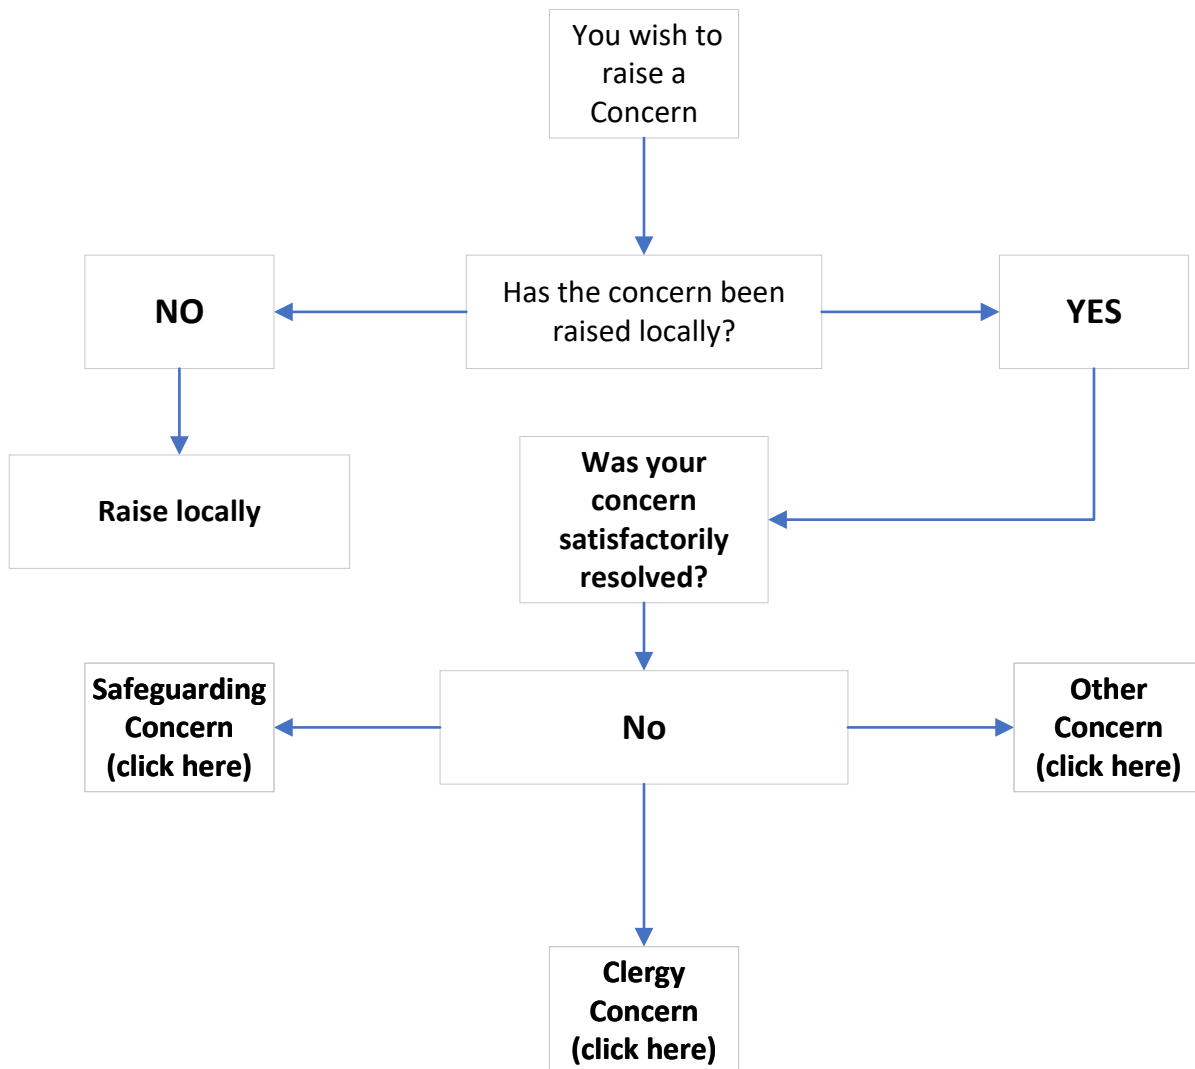 You wish to
raise a
Concern
NO
Has the concern been
raised locally?
YES
Raise locally
Was your
concern
satisfactorily
resolved?
Safeguarding
Concern
(click here)
No
Other
Concern
(click here)
Clergy
Concern
(click here)